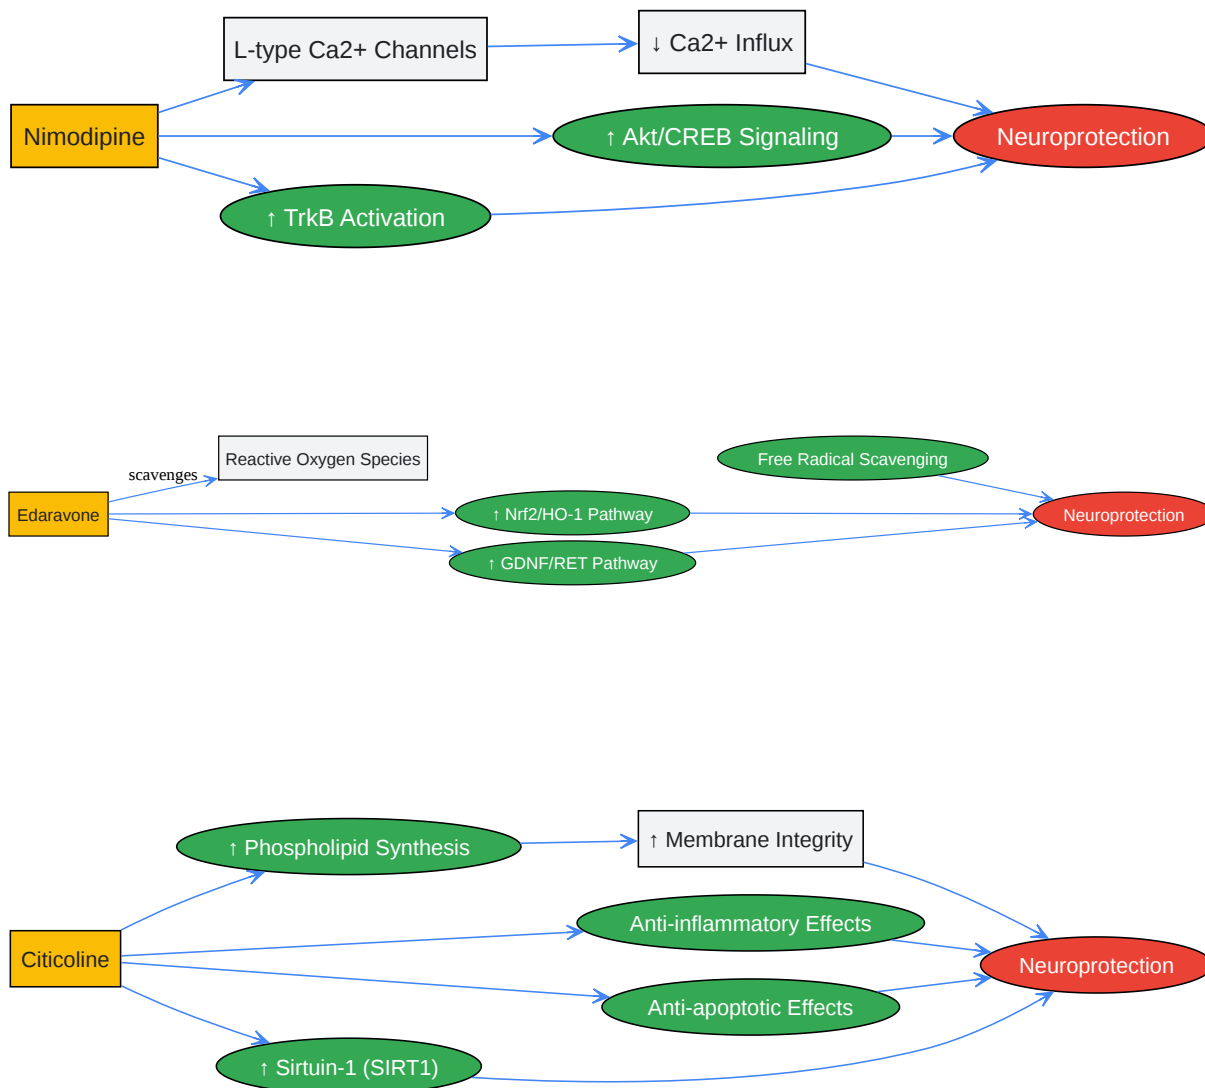 L-type Ca2+ Channels
↓ Ca2+ Influx
Nimodipine
↑ Akt/CREB Signaling
Neuroprotection
↑ TrkB Activation
scavenges
Reactive Oxygen Species
Free Radical Scavenging
Edaravone
↑ Nrf2/HO-1 Pathway
Neuroprotection
↑ GDNF/RET Pathway
↑ Phospholipid Synthesis
↑ Membrane Integrity
Anti-inflammatory Effects
Citicoline
Neuroprotection
Anti-apoptotic Effects
↑ Sirtuin-1 (SIRT1)